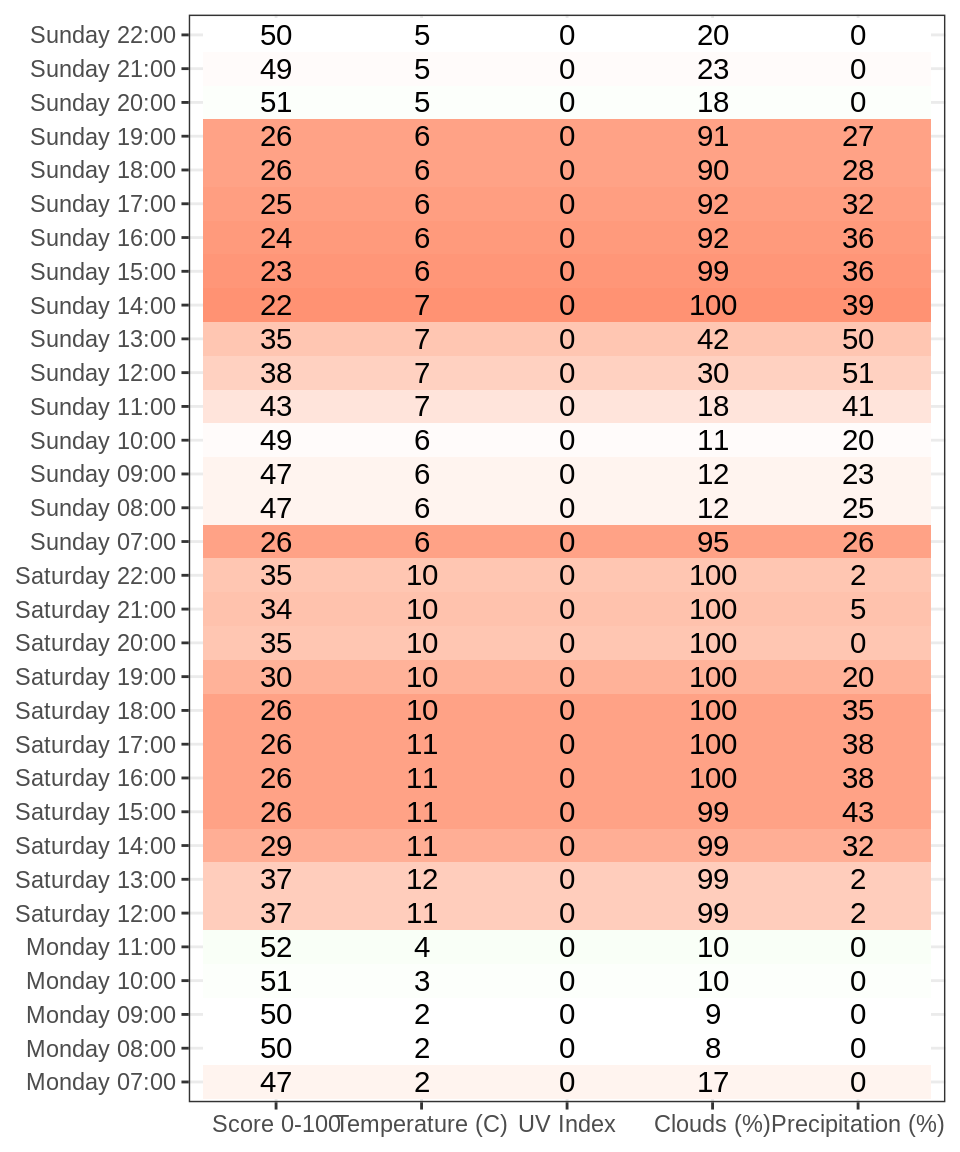 Sunday 22:00 50 5 0 20 0
Sunday 21:00 49 5 0 23 0
Sunday 20:00 51 5 0 18 0
Sunday 19:00 26 6 0 91 27
Sunday 18:00 26 6 0 90 28
Sunday 17:00 25 6 0 92 32
Sunday 16:00 24 6 0 92 36
Sunday 15:00 23 6 0 99 36
Sunday 14:00 22 7 0 100 39
Sunday 13:00 35 7 0 42 50
Sunday 12:00 38 7 0 30 51
Sunday 11:00 43 7 0 18 41
Sunday 10:00 49 6 0 11 20
Sunday 09:00 47 6 0 12 23
Sunday 08:00 47 6 0 12 25
Sunday 07:00 26 6 0 95 26
Saturday 22:00 35 10 0 100 2
Saturday 21:00 34 10 0 100 5
Saturday 20:00 35 10 0 100 0
Saturday 19:00 30 10 0 100 20
Saturday 18:00 26 10 0 100 35
Saturday 17:00 26 11 0 100 38
Saturday 16:00 26 11 0 100 38
Saturday 15:00 26 11 0 99 43
Saturday 14:00 29 11 0 99 32
Saturday 13:00 37 12 0 99 2
Saturday 12:00 37 11 0 99 2
Monday 11:00 52 4 0 10 0
Monday 10:00 51 3 0 10 0
Monday 09:00 50 2 0 9 0
Monday 08:00 50 2 0 8 0
Monday 07:00 47 2 0 17 0
Score 0-100 Temperature (C) UV Index Clouds (%) Precipitation (%)